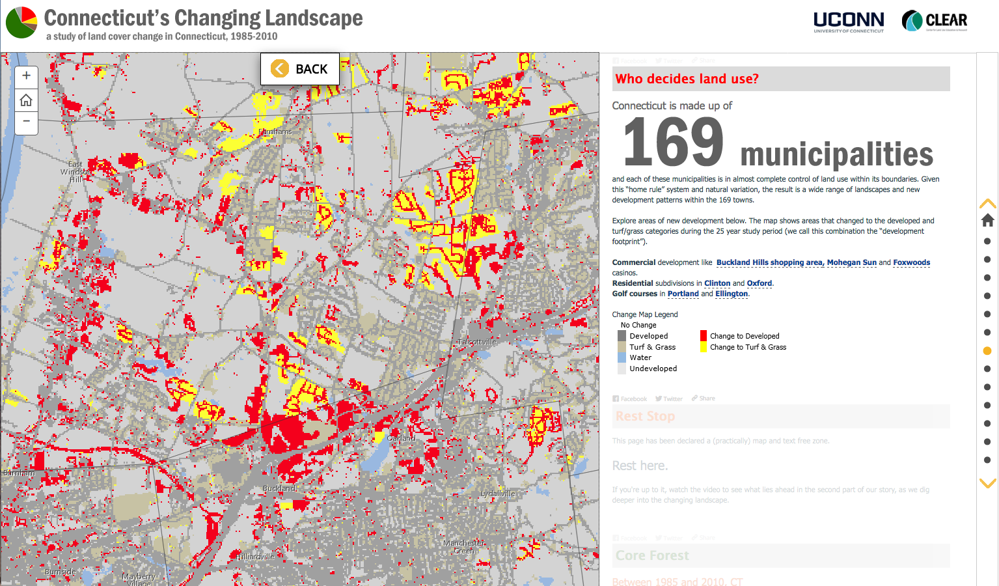 Connecticut's Changing Landscape
a study of land cover change in Connecticut, 1985-2010
UCONN
UNIVERSITY OF CONNECTICUT
CLEAR
+
−
BACK
Farnhams
East
Windsor
Hill
Talcottville
Oakland
Burnham
Buckland
Lydallville
Manchester
Green
Hilliardville
Burnside
Mayberry
Village
Facebook Twitter Share
Who decides land use?
Connecticut is made up of
169 municipalities
and each of these municipalities is in almost complete control of land use within its boundaries. Given
this “home rule” system and natural variation, the result is a wide range of landscapes and new
development patterns within the 169 towns.
Explore areas of new development below. The map shows areas that changed to the developed and
turf/grass categories during the 25 year study period (we call this combination the “development
footprint”).
Commercial development like Buckland Hills shopping area, Mohegan Sun and Foxwoods
casinos.
Residential subdivisions in Clinton and Oxford.
Golf courses in Portland and Ellington.
Change Map Legend
No Change
Developed Change to Developed
Turf & Grass Change to Turf & Grass
Water
Undeveloped
Facebook Twitter Share
Rest Stop
This page has been declared a (practically) map and text free zone.
Rest here.
If you're up to it, watch the video to see what lies ahead in the second part of our story, as we dig
deeper into the changing landscape.
Facebook Twitter Share
Core Forest
Between 1985 and 2010, CT